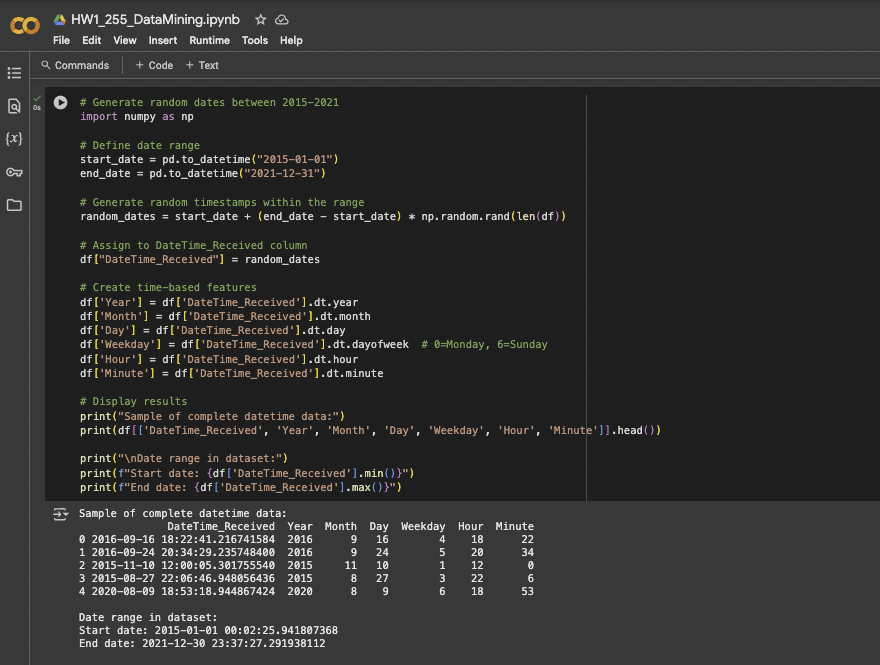 HW1_255_DataMining.ipynb
File Edit View Insert Runtime Tools Help
Commands + Code + Text
0s
# Generate random dates between 2015-2021
import numpy as np
# Define date range
start_date = pd.to_datetime("2015-01-01")
end_date = pd.to_datetime("2021-12-31")
# Generate random timestamps within the range
random_dates = start_date + (end_date - start_date) * np.random.rand(len(df))
# Assign to DateTime_Received column
df["DateTime_Received"] = random_dates
# Create time-based features
df['Year'] = df['DateTime_Received'].dt.year
df['Month'] = df['DateTime_Received'].dt.month
df['Day'] = df['DateTime_Received'].dt.day
df['Weekday'] = df['DateTime_Received'].dt.dayofweek  # 0=Monday, 6=Sunday
df['Hour'] = df['DateTime_Received'].dt.hour
df['Minute'] = df['DateTime_Received'].dt.minute
# Display results
print("Sample of complete datetime data:")
print(df[['DateTime_Received', 'Year', 'Month', 'Day', 'Weekday', 'Hour', 'Minute']].head())
print("\nDate range in dataset:")
print(f"Start date: {df['DateTime_Received'].min()}")
print(f"End date: {df['DateTime_Received'].max()}")
Sample of complete datetime data:
DateTime_Received  Year  Month  Day  Weekday  Hour  Minute
0 2016-09-16 18:22:41.216741584  2016      9   16        4    18      22
1 2016-09-24 20:34:29.235748400  2016      9   24        5    20      34
2 2015-11-10 12:00:05.301755540  2015     11   10        1    12       0
3 2015-08-27 22:06:46.948056436  2015      8   27        3    22       6
4 2020-08-09 18:53:18.944867424  2020      8    9        6    18      53
Date range in dataset:
Start date: 2015-01-01 00:02:25.941807368
End date: 2021-12-30 23:37:27.291938112